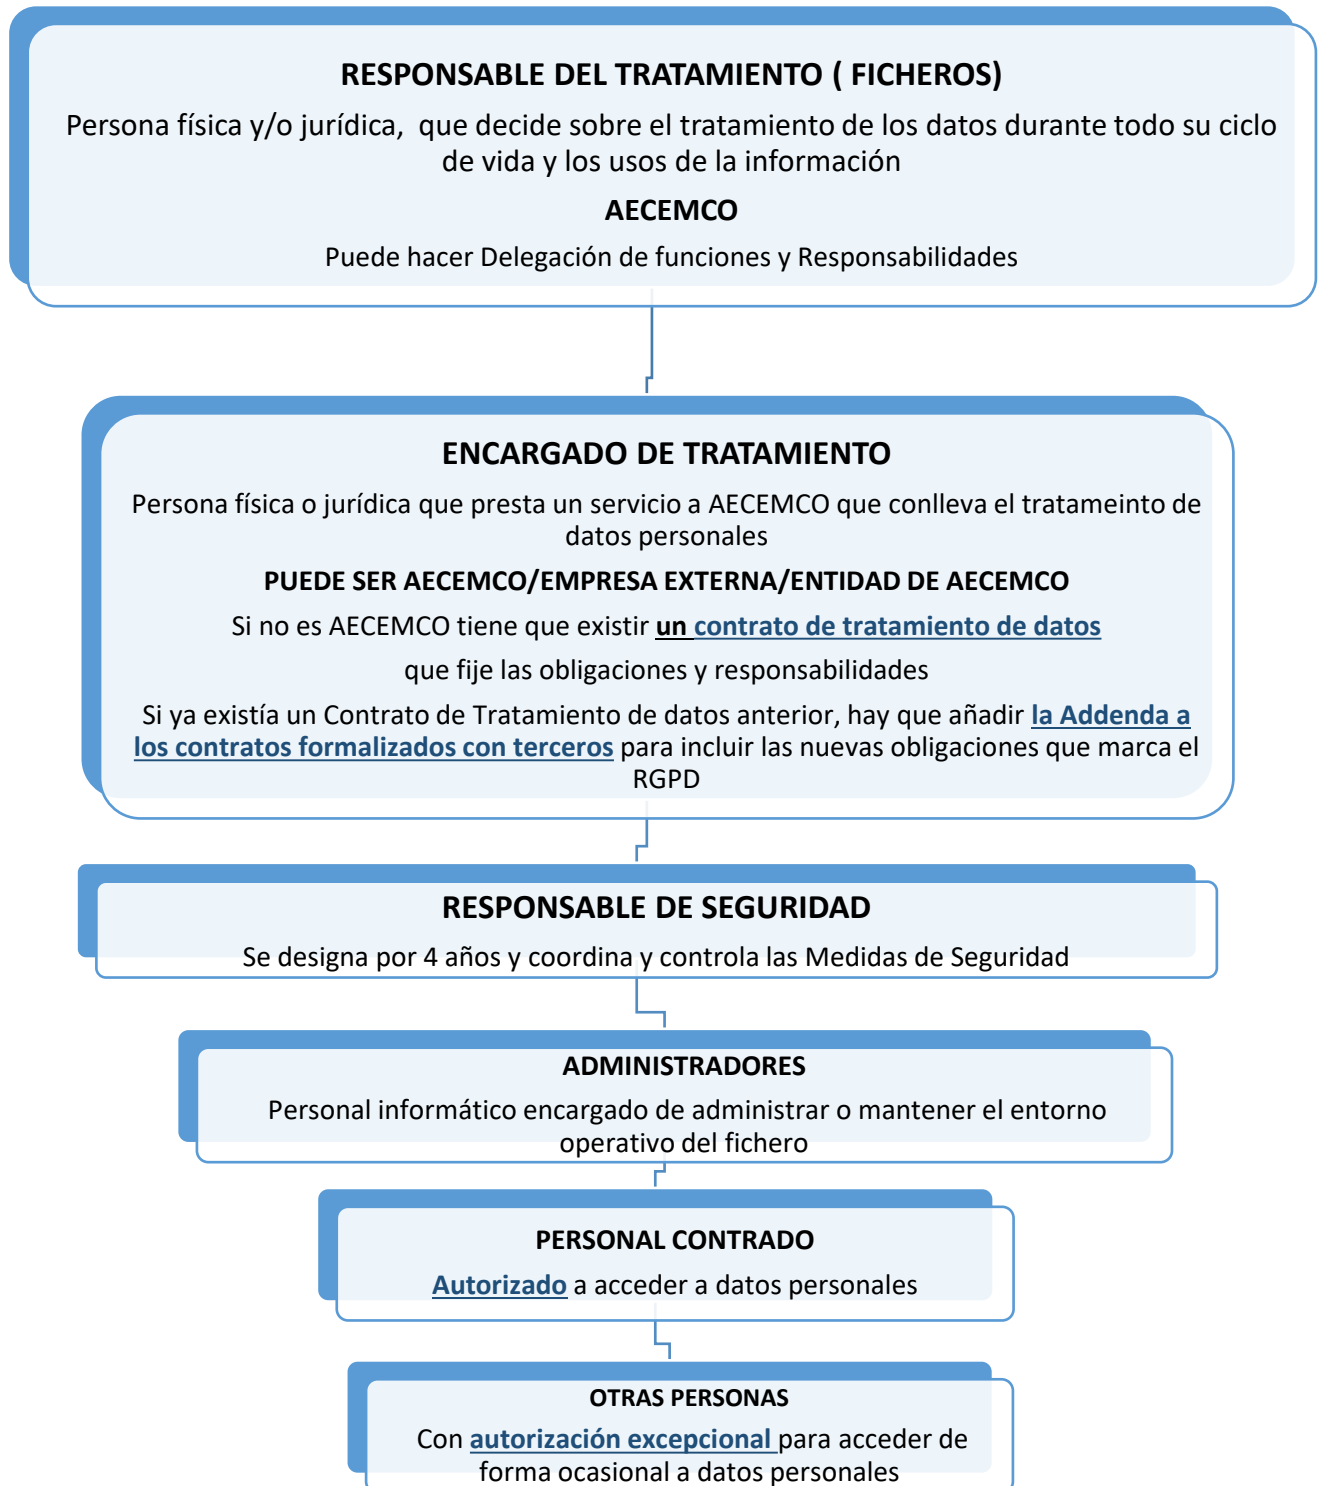 RESPONSABLE DEL TRATAMIENTO ( FICHEROS)
Persona física y/o jurídica, que decide sobre el tratamiento de los datos durante todo su ciclo
de vida y los usos de la información
AECEMCO
Puede hacer Delegación de funciones y Responsabilidades
ENCARGADO DE TRATAMIENTO
Persona física o jurídica que presta un servicio a AECEMCO que conlleva el tratameinto de
datos personales
PUEDE SER AECEMCO/EMPRESA EXTERNA/ENTIDAD DE AECEMCO
Si no es AECEMCO tiene que existir un contrato de tratamiento de datos
que fije las obligaciones y responsabilidades
Si ya existía un Contrato de Tratamiento de datos anterior, hay que añadir la Addenda a
los contratos formalizados con terceros para incluir las nuevas obligaciones que marca el
RGPD
RESPONSABLE DE SEGURIDAD
Se designa por 4 años y coordina y controla las Medidas de Seguridad
ADMINISTRADORES
Personal informático encargado de administrar o mantener el entorno
operativo del fichero
PERSONAL CONTRADO
Autorizado a acceder a datos personales
OTRAS PERSONAS
Con autorización excepcional para acceder de
forma ocasional a datos personales